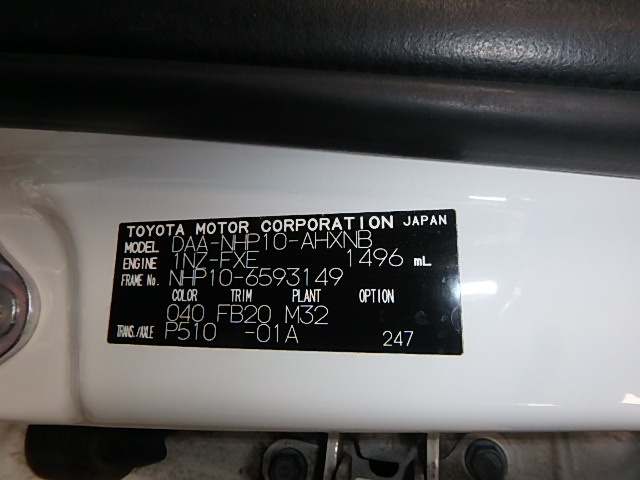 TOYOTA MOTOR CORPORATION JAPAN
MODEL DAA-NHP10-AHXNB
ENGINE 1NZ-FXE 1496 mL
FRAME No. NHP10-6593149
COLOR TRIM PLANT OPTION
040 FB20 M32
TRANS./AXLE P510 -01A 247